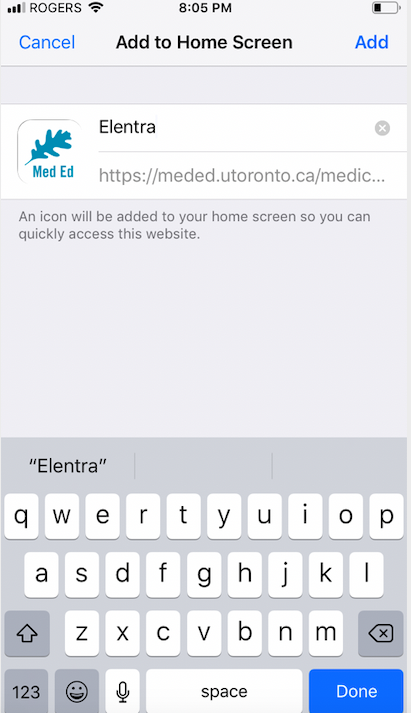 ROGERS 8:05 PM
Cancel Add to Home Screen Add
Elentra
Med Ed
https://meded.utoronto.ca/medic...
An icon will be added to your home screen so you can
quickly access this website.
“Elentra”
q w e r t y u i o p
a s d f g h j k l
z x c v b n m
123 space Done